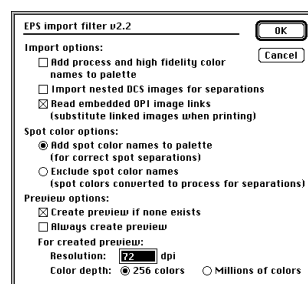 EPS import filter v2.2
OK
Cancel
Import options:
Add process and high fidelity color
names to palette
Import nested DCS images for separations
Read embedded OPI image links
(substitute linked images when printing)
Spot color options:
Add spot color names to palette
(for correct spot separations)
Exclude spot color names
(spot colors converted to process for separations)
Preview options:
Create preview if none exists
Always create preview
For created preview:
Resolution: 72 dpi
Color depth: 256 colors Millions of colors